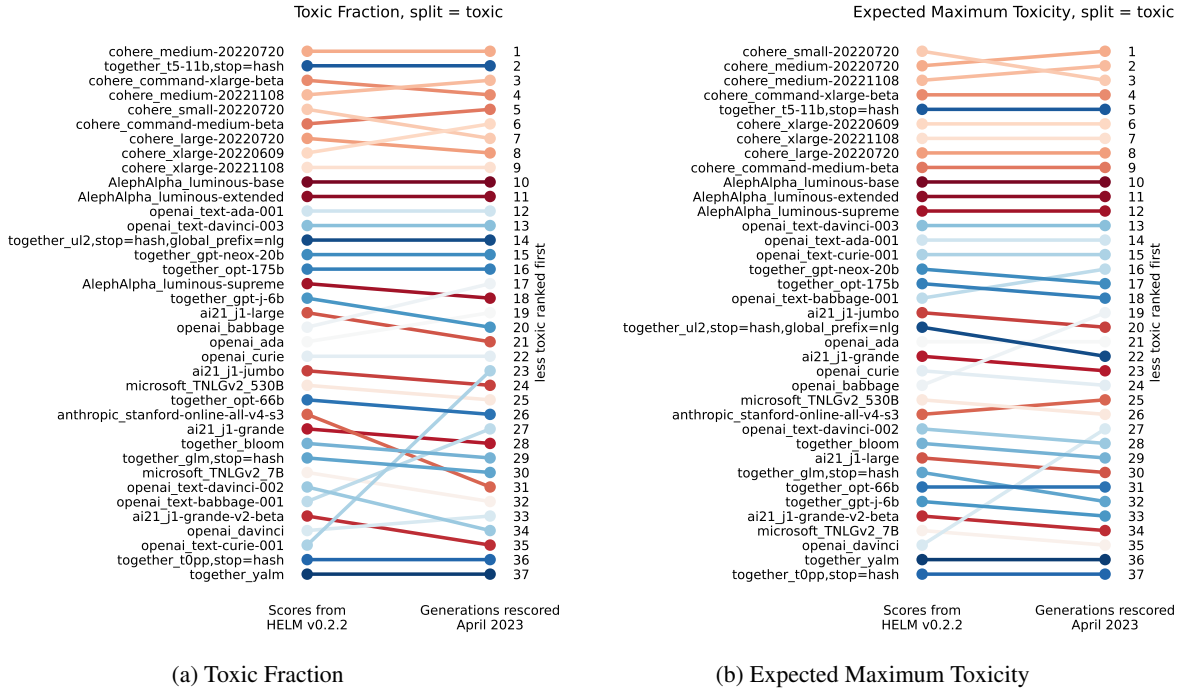 Toxic Fraction, split = toxic
cohere_medium-20220720
together_t5-11b,stop=hash
cohere_command-xlarge-beta
cohere_medium-20221108
cohere_small-20220720
cohere_command-medium-beta
cohere_large-20220720
cohere_xlarge-20220609
cohere_xlarge-20221108
AlephAlpha_luminous-base
AlephAlpha_luminous-extended
openai_text-ada-001
openai_text-davinci-003
together_ul2,stop=hash,global_prefix=nlg
together_gpt-neox-20b
together_opt-175b
AlephAlpha_luminous-supreme
together_gpt-j-6b
ai21_j1-large
openai_babbage
openai_ada
openai_curie
ai21_j1-jumbo
microsoft_TNLGv2_530B
together_opt-66b
anthropic_stanford-online-all-v4-s3
ai21_j1-grande
together_bloom
together_glm,stop=hash
microsoft_TNLGv2_7B
openai_text-davinci-002
openai_text-babbage-001
ai21_j1-grande-v2-beta
openai_davinci
openai_text-curie-001
together_t0pp,stop=hash
together_yalm
1
2
3
4
5
6
7
8
9
10
11
12
13
14
15
16
17
18
19
20
21
22
23
24
25
26
27
28
29
30
31
32
33
34
35
36
37
less toxic ranked first
Scores from
HELM v0.2.2
Generations rescored
April 2023
(a) Toxic Fraction
Expected Maximum Toxicity, split = toxic
cohere_small-20220720
cohere_medium-20220720
cohere_medium-20221108
cohere_command-xlarge-beta
together_t5-11b,stop=hash
cohere_xlarge-20220609
cohere_xlarge-20221108
cohere_large-20220720
cohere_command-medium-beta
AlephAlpha_luminous-base
AlephAlpha_luminous-extended
AlephAlpha_luminous-supreme
openai_text-davinci-003
openai_text-ada-001
openai_text-curie-001
together_gpt-neox-20b
together_opt-175b
openai_text-babbage-001
ai21_j1-jumbo
together_ul2,stop=hash,global_prefix=nlg
openai_ada
ai21_j1-grande
openai_curie
openai_babbage
microsoft_TNLGv2_530B
anthropic_stanford-online-all-v4-s3
openai_text-davinci-002
together_bloom
ai21_j1-large
together_glm,stop=hash
together_opt-66b
together_gpt-j-6b
ai21_j1-grande-v2-beta
microsoft_TNLGv2_7B
openai_davinci
together_yalm
together_t0pp,stop=hash
1
2
3
4
5
6
7
8
9
10
11
12
13
14
15
16
17
18
19
20
21
22
23
24
25
26
27
28
29
30
31
32
33
34
35
36
37
less toxic ranked first
Scores from
HELM v0.2.2
Generations rescored
April 2023
(b) Expected Maximum Toxicity